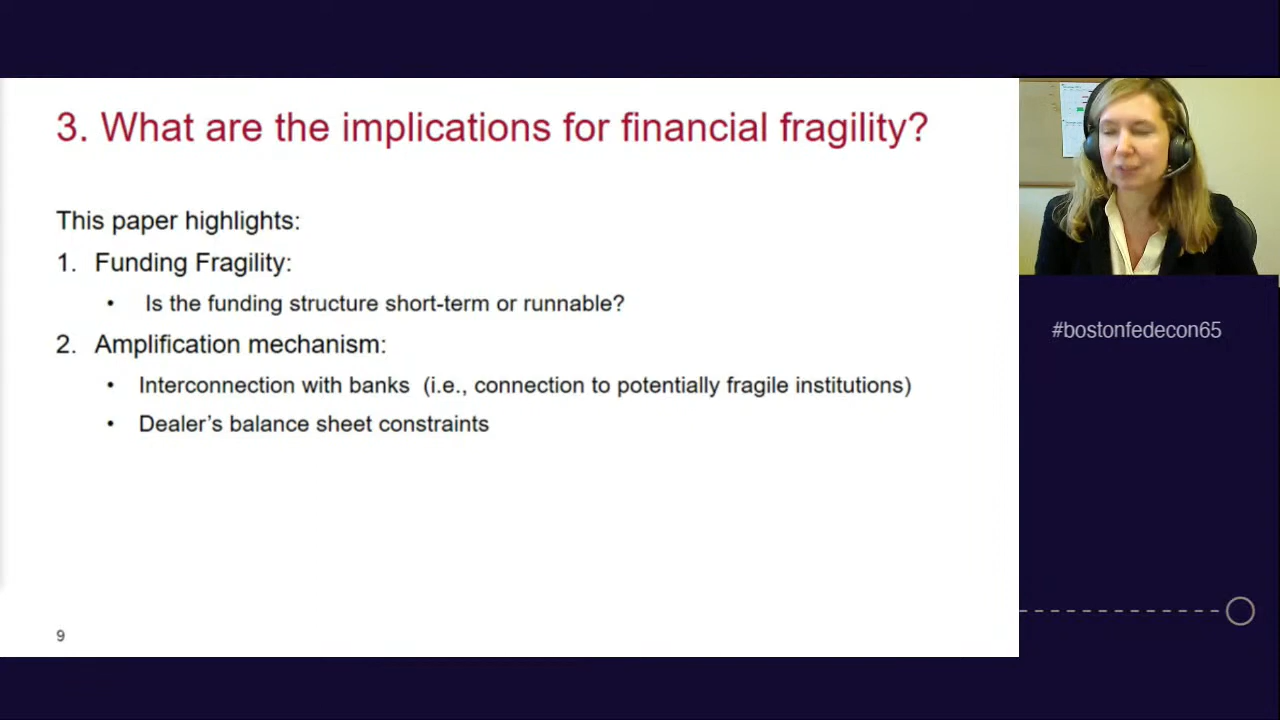 3. What are the implications for financial fragility?
This paper highlights:
1. Funding Fragility:
• Is the funding structure short-term or runnable?
2. Amplification mechanism:
• Interconnection with banks (i.e., connection to potentially fragile institutions)
• Dealer’s balance sheet constraints
9
#bostonfedecon65